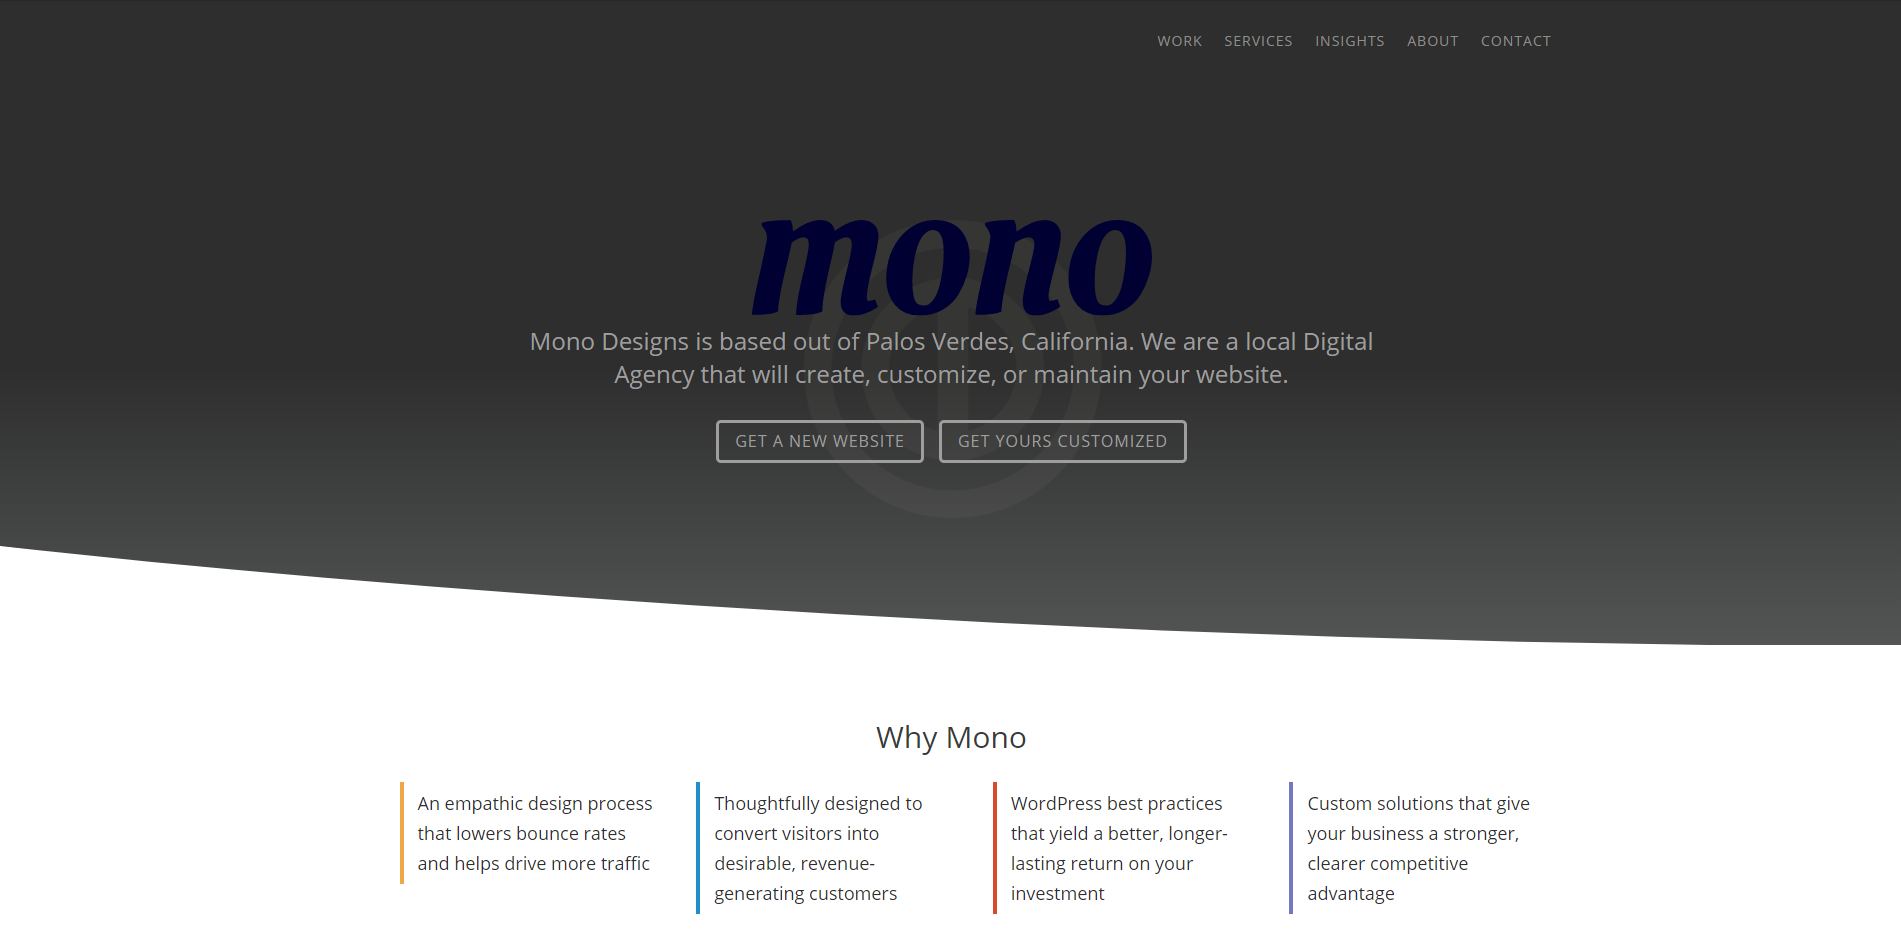 WORK SERVICES INSIGHTS ABOUT CONTACT
mono
Mono Designs is based out of Palos Verdes, California. We are a local Digital
Agency that will create, customize, or maintain your website.
GET A NEW WEBSITE GET YOURS CUSTOMIZED
Why Mono
An empathic design process
that lowers bounce rates
and helps drive more traffic
Thoughtfully designed to
convert visitors into
desirable, revenue-
generating customers
WordPress best practices
that yield a better, longer-
lasting return on your
investment
Custom solutions that give
your business a stronger,
clearer competitive
advantage